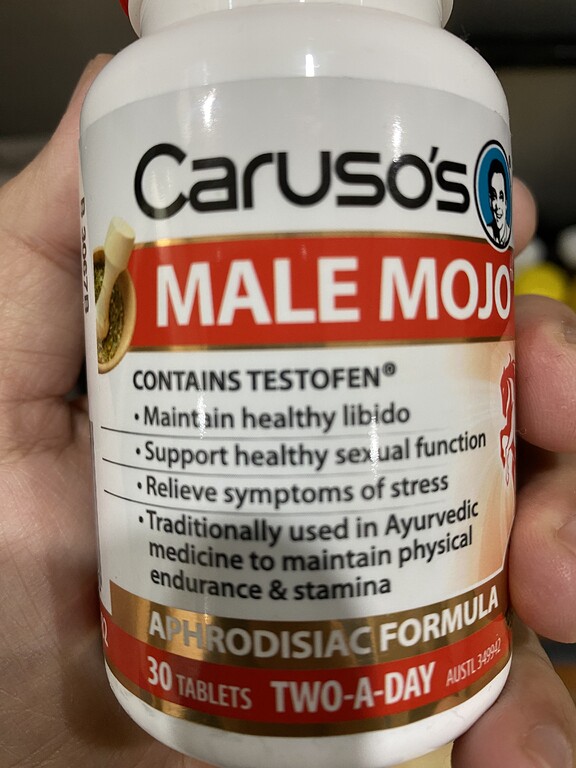 Caruso's
MALE MOJO
CONTAINS TESTOFEN®
• Maintain healthy libido
• Support healthy sexual function
• Relieve symptoms of stress
• Traditionally used in Ayurvedic
medicine to maintain physical
endurance & stamina
APHRODISIAC FORMULA
30 TABLETS TWO-A-DAY AUSTL 349942